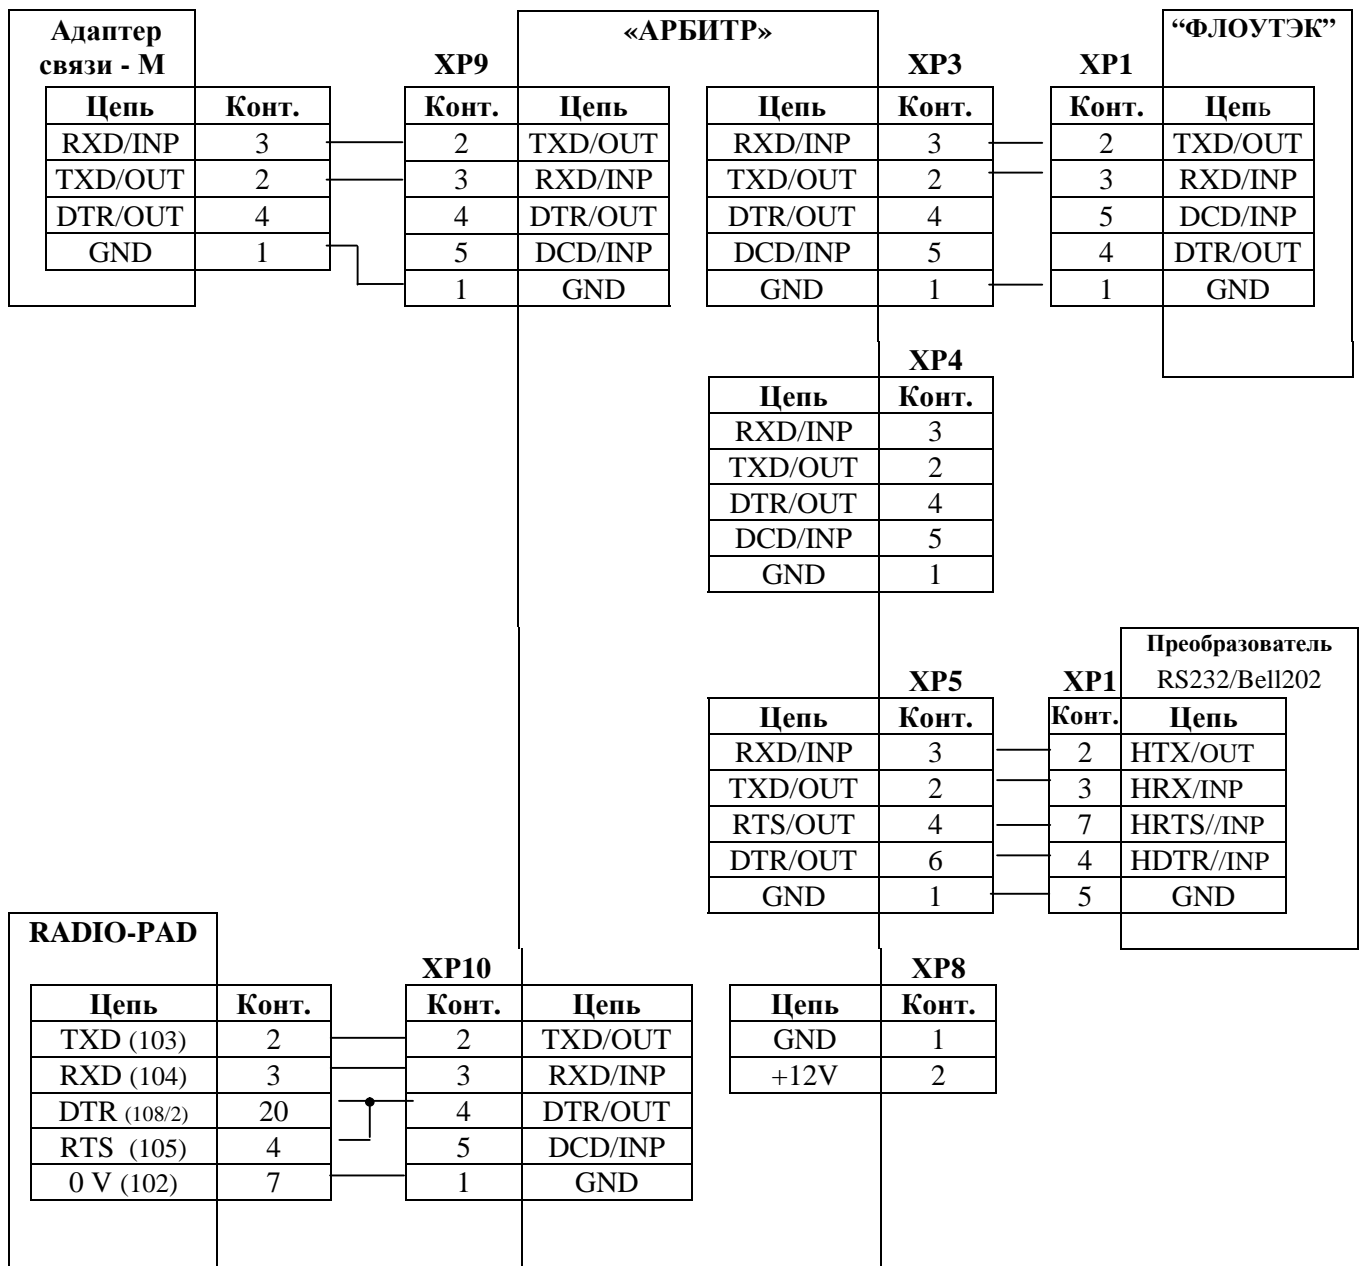 Адаптер связи - М «АРБИТР» “ФЛОУТЭК”
XP9 XP3 XP1
Цепь Конт. Конт. Цепь Цепь Конт. Конт. Цепь
RXD/INP 3 2 TXD/OUT RXD/INP 3 2 TXD/OUT
TXD/OUT 2 3 RXD/INP TXD/OUT 2 3 RXD/INP
DTR/OUT 4 4 DTR/OUT DTR/OUT 4 5 DCD/INP
GND 1 5 DCD/INP DCD/INP 5 4 DTR/OUT
1 GND GND 1 1 GND
XP4
Цепь Конт.
RXD/INP 3
TXD/OUT 2
DTR/OUT 4
DCD/INP 5
GND 1
Преобразователь
XP5 XP1 RS232/Bell202
Цепь Конт. Конт. Цепь
RXD/INP 3 2 HTX/OUT
TXD/OUT 2 3 HRX/INP
RTS/OUT 4 7 HRTS//INP
DTR/OUT 6 4 HDTR//INP
GND 1 5 GND
RADIO-PAD
XP10 XP8
Цепь Конт. Конт. Цепь Цепь Конт.
TXD (103) 2 2 TXD/OUT GND 1
RXD (104) 3 3 RXD/INP +12V 2
DTR (108/2) 20 4 DTR/OUT
RTS (105) 4 5 DCD/INP
0 V (102) 7 1 GND